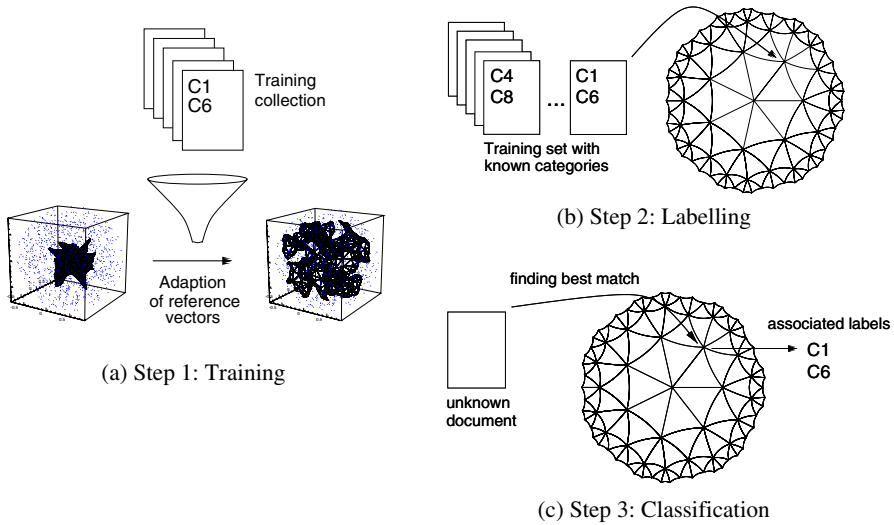 C1
C6
Training
collection
Adaption
of reference
vectors
(a) Step 1: Training
C4
C8
...
C1
C6
Training set with
known categories
(b) Step 2: Labelling
finding best match
unknown
document
associated labels
C1
C6
(c) Step 3: Classification